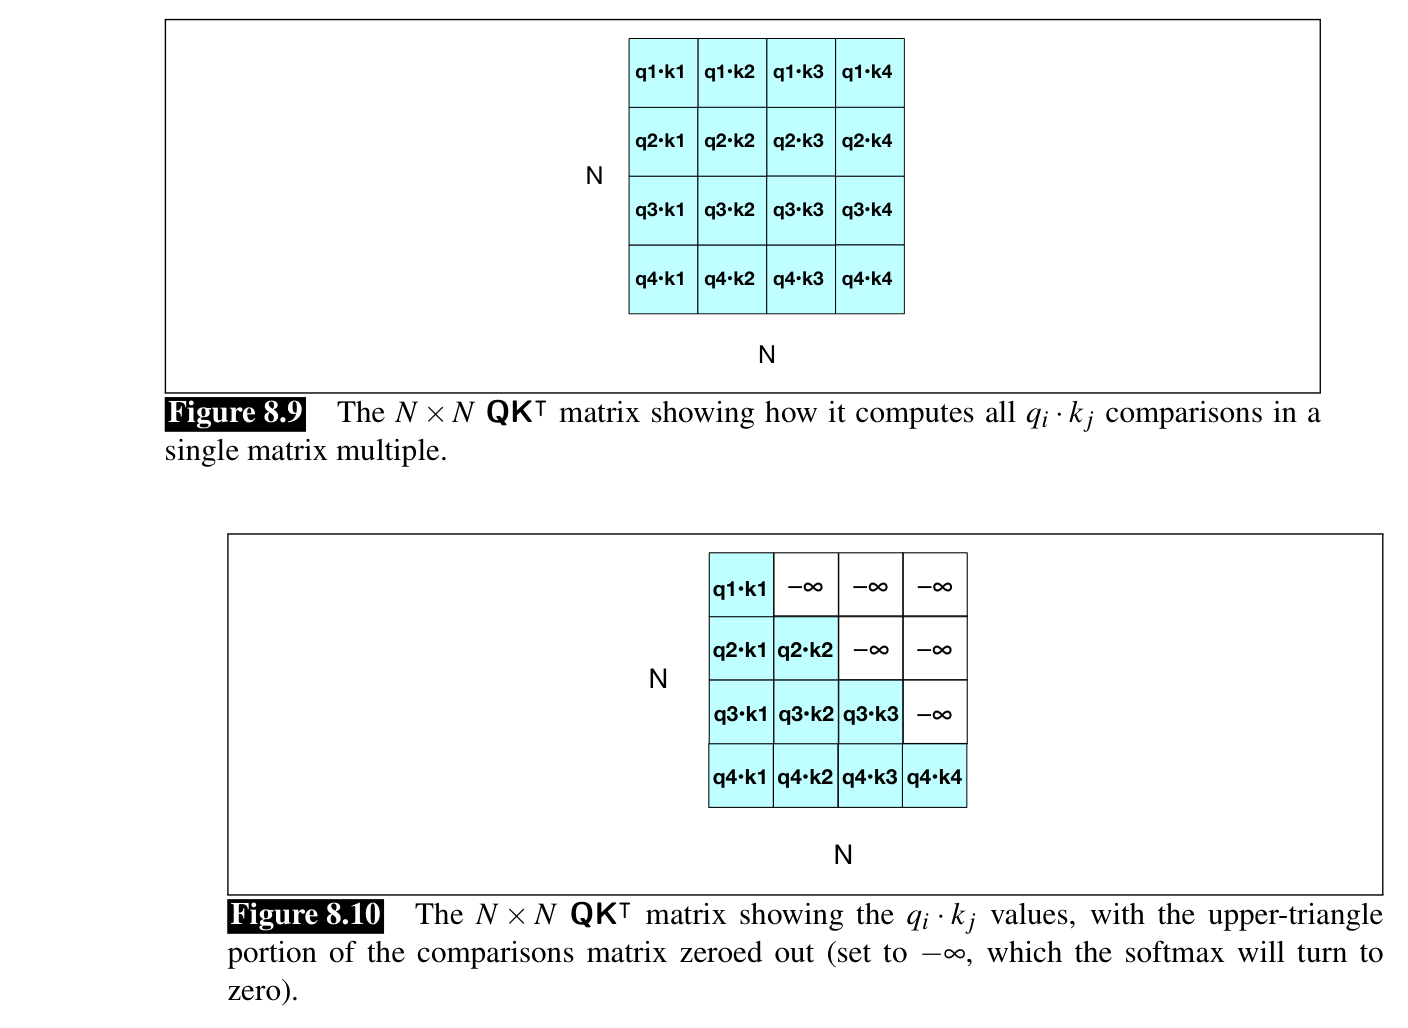 q1•k1 q1•k2 q1•k3 q1•k4
q2•k1 q2•k2 q2•k3 q2•k4
N
q3•k1 q3•k2 q3•k3 q3•k4
q4•k1 q4•k2 q4•k3 q4•k4
N
Figure 8.9 The N × N QK⊺ matrix showing how it computes all qᵢ · kⱼ comparisons in a
single matrix multiple.
q1•k1 −∞ −∞ −∞
q2•k1 q2•k2 −∞ −∞
N
q3•k1 q3•k2 q3•k3 −∞
q4•k1 q4•k2 q4•k3 q4•k4
N
Figure 8.10 The N × N QK⊺ matrix showing the qᵢ · kⱼ values, with the upper-triangle
portion of the comparisons matrix zeroed out (set to −∞, which the softmax will turn to
zero).